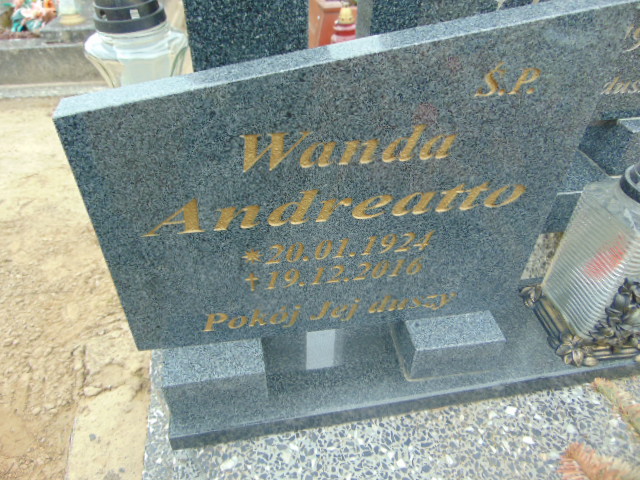 Ś.P.
Wanda
Andreatto
*20.01.1924
†19.12.2016
Pokój Jej duszy